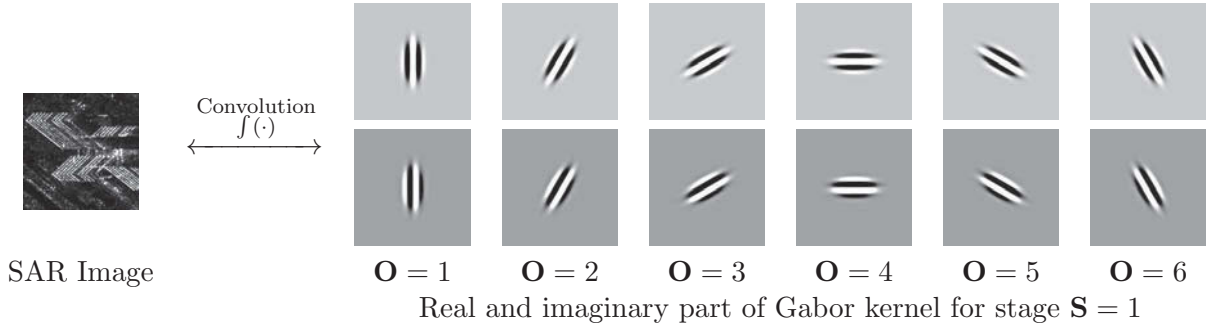 Convolution
∫(·)
SAR Image
O = 1
O = 2
O = 3
O = 4
O = 5
O = 6
Real and imaginary part of Gabor kernel for stage S = 1